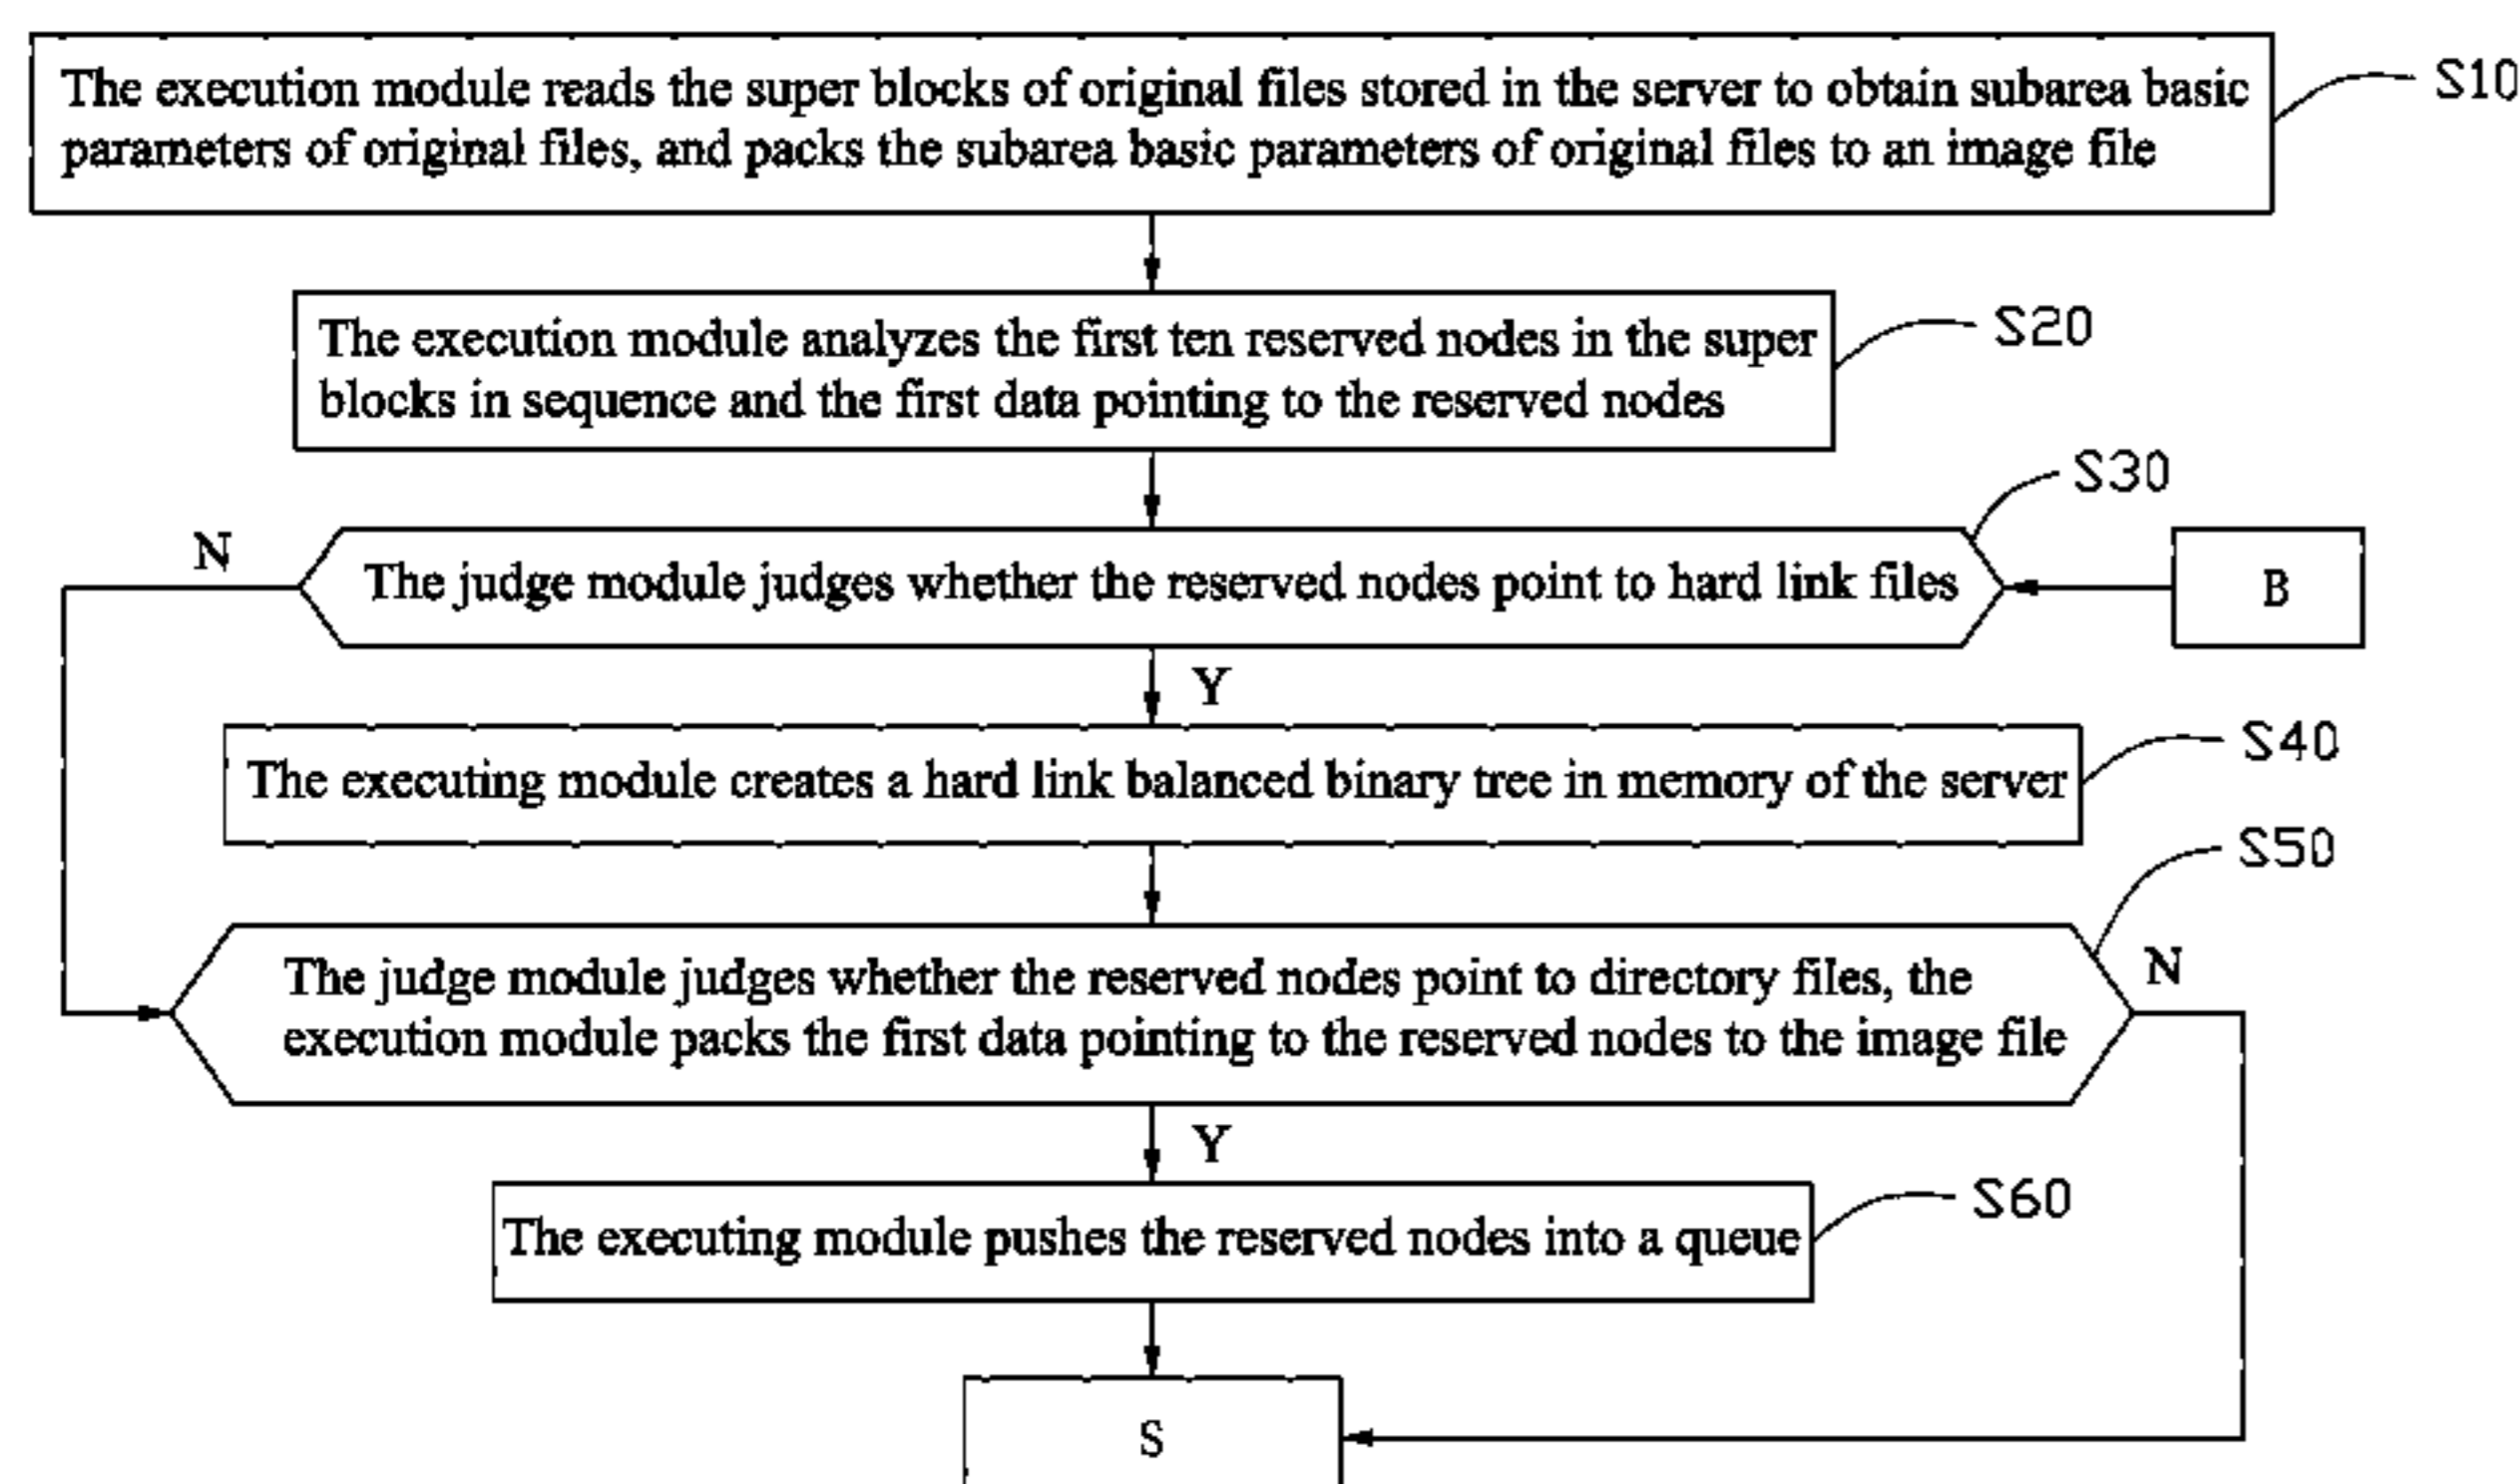 The execution module reads the super blocks of original files stored in the server to obtain subarea basic
parameters of original files, and packs the subarea basic parameters of original files to an image file
S10
The execution module analyzes the first ten reserved nodes in the super
blocks in sequence and the first data pointing to the reserved nodes
S20
S30
N
The judge module judges whether the reserved nodes point to hard link files
B
Y
The executing module creates a hard link balanced binary tree in memory of the server
S40
S50
The judge module judges whether the reserved nodes point to directory files, the
execution module packs the first data pointing to the reserved nodes to the image file
N
Y
The executing module pushes the reserved nodes into a queue
S60
S